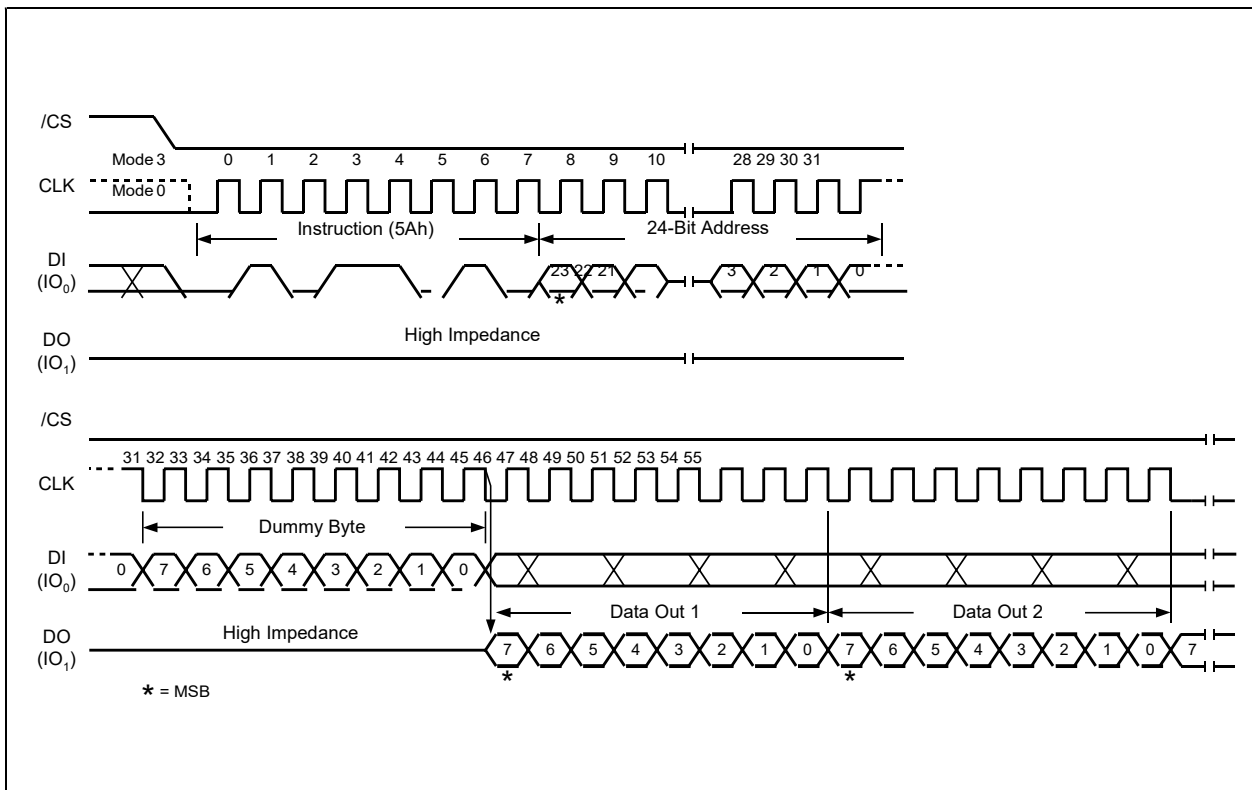 /CS
Mode 3 0 1 2 3 4 5 6 7 8 9 10 28 29 30 31
CLK
Mode 0
Instruction (5Ah) 24-Bit Address
DI
(IO0)
23 22 21 3 2 1 0
*
High Impedance
DO
(IO1)
/CS
31 32 33 34 35 36 37 38 39 40 41 42 43 44 45 46 47 48 49 50 51 52 53 54 55
CLK
Dummy Byte
DI
(IO0)
0 7 6 5 4 3 2 1 0
Data Out 1 Data Out 2
High Impedance
DO
(IO1)
7 6 5 4 3 2 1 0 7 6 5 4 3 2 1 0 7
* *
* = MSB